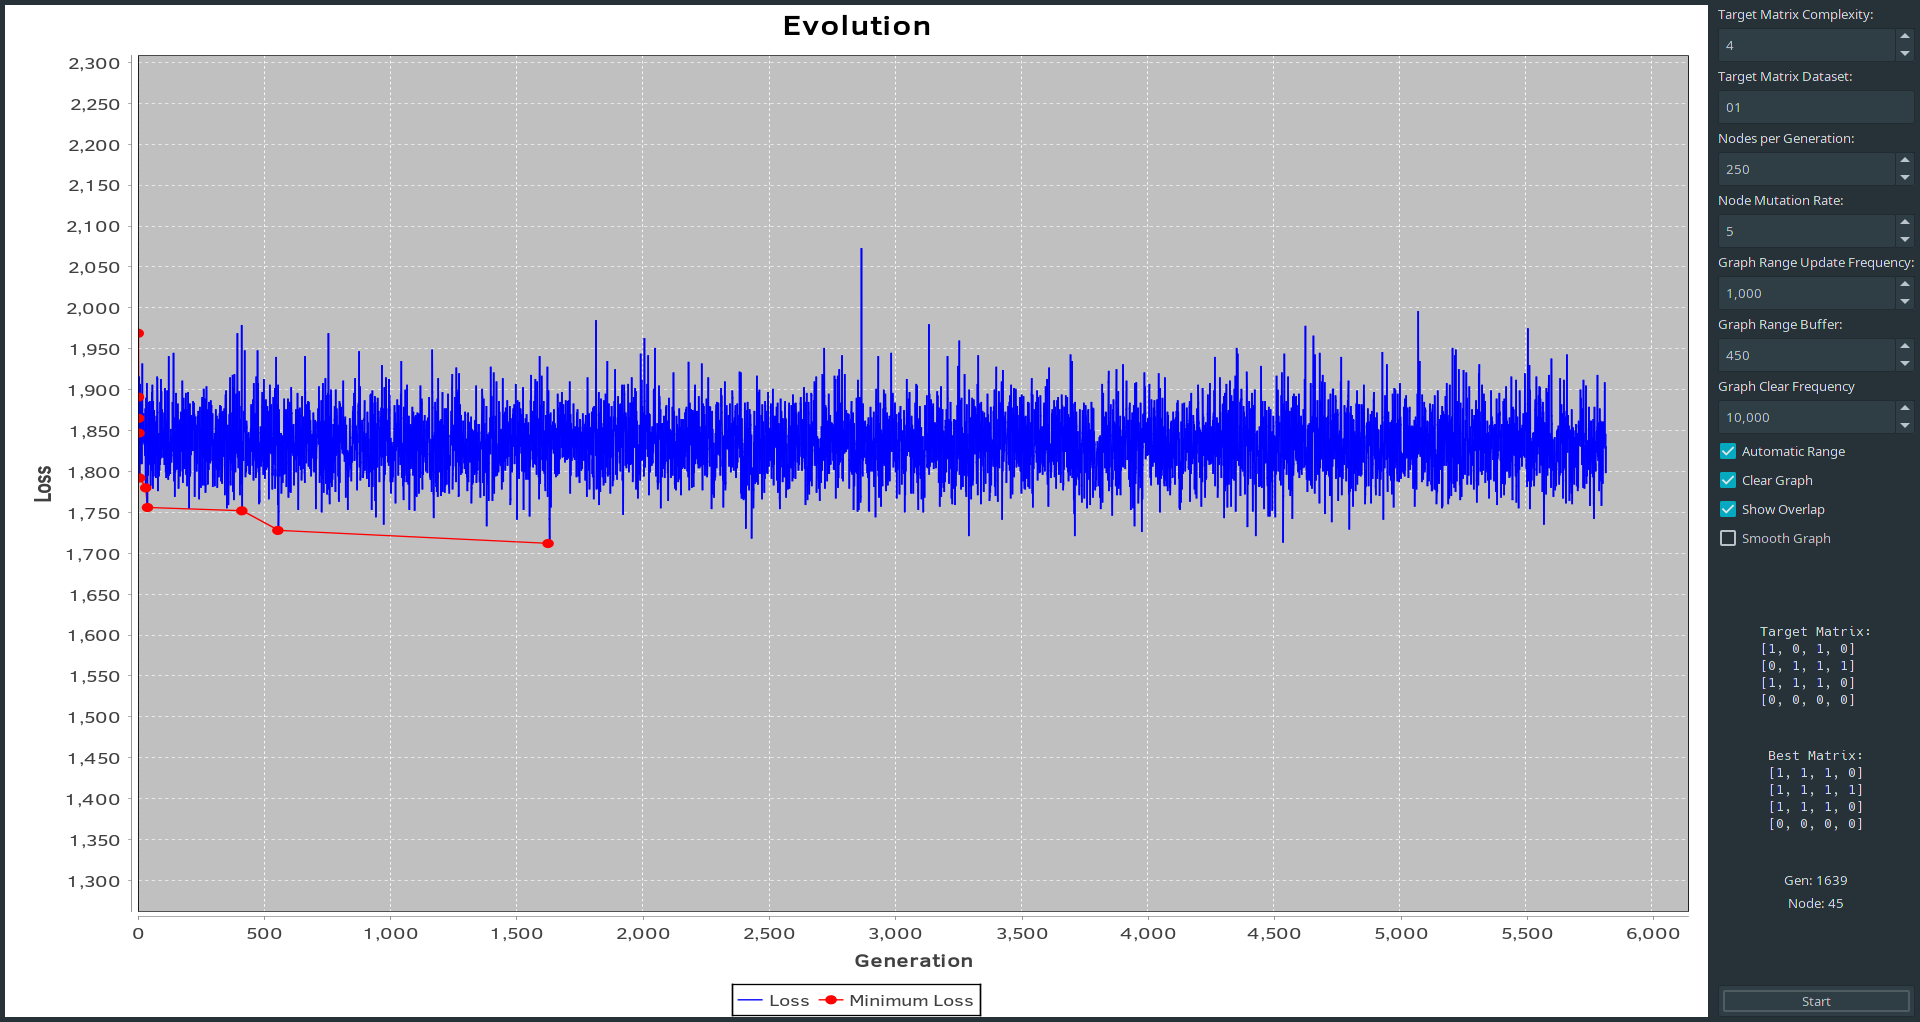 Evolution
2,300
2,250
2,200
2,150
2,100
2,050
2,000
1,950
1,900
1,850
1,800
1,750
1,700
1,650
1,600
1,550
1,500
1,450
1,400
1,350
1,300
Loss
0 500 1,000 1,500 2,000 2,500 3,000 3,500 4,000 4,500 5,000 5,500 6,000
Generation
Loss Minimum Loss
Target Matrix Complexity:
4
Target Matrix Dataset:
01
Nodes per Generation:
250
Node Mutation Rate:
5
Graph Range Update Frequency:
1,000
Graph Range Buffer:
450
Graph Clear Frequency
10,000
Automatic Range
Clear Graph
Show Overlap
Smooth Graph
Target Matrix:
[1, 0, 1, 0]
[0, 1, 1, 1]
[1, 1, 1, 0]
[0, 0, 0, 0]
Best Matrix:
[1, 1, 1, 0]
[1, 1, 1, 1]
[1, 1, 1, 0]
[0, 0, 0, 0]
Gen: 1639
Node: 45
Start